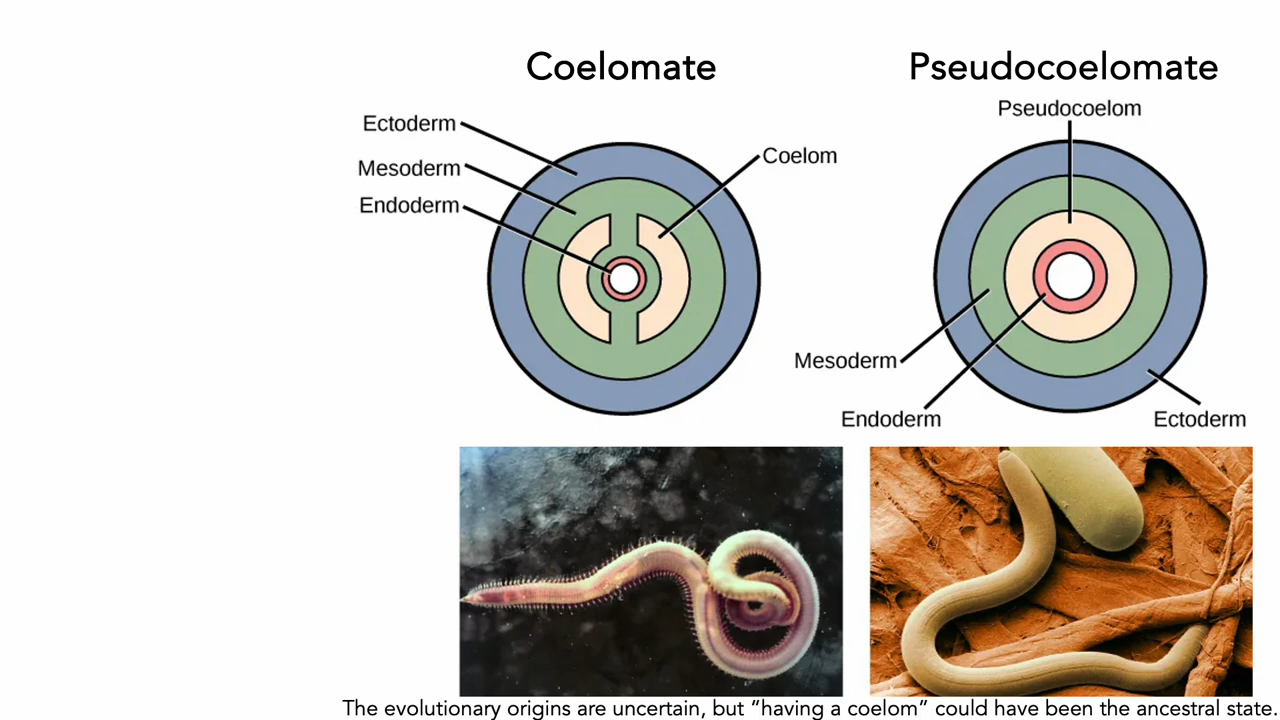 Coelomate
Pseudocoelomate
Ectoderm
Mesoderm
Endoderm
Coelom
Pseudocoelom
Mesoderm
Endoderm
Ectoderm
The evolutionary origins are uncertain, but “having a coelom” could have been the ancestral state.